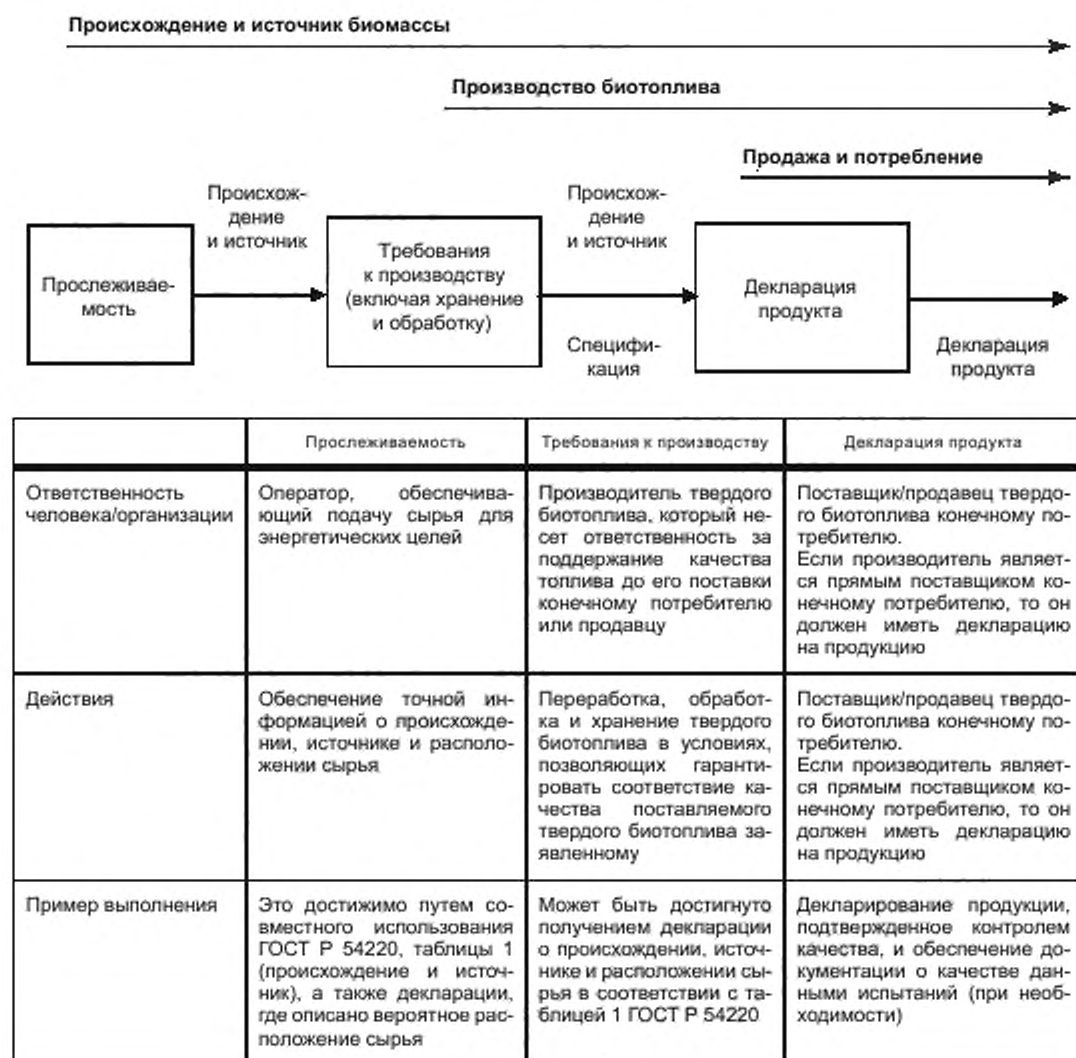 Происхождение и источник биомассы
Производство биотоплива
Продажа и потребление
Происхож-
дение
и источник
Происхож-
дение
и источник
Прослеживае-
мость
Требования
к производству
(включая хранение
и обработку)
Декларация
продукта
Специфи-
кация
Декларация
продукта
Прослеживаемость
Требования к производству
Декларация продукта
Ответственность
человека/организации
Оператор, обеспечива-
ющий подачу сырья для
энергетических целей
Производитель твердого
биотоплива, который не-
сет ответственность за
поддержание качества
топлива до его поставки
конечному потребителю
или продавцу
Поставщик/продавец твердо-
го биотоплива конечному по-
требителю.
Если производитель являет-
ся прямым поставщиком ко-
нечному потребителю, то он
должен иметь декларацию
на продукцию
Действия
Обеспечение точной ин-
формацией о происхожде-
нии, источнике и располо-
жении сырья
Переработка, обработ-
ка и хранение твердого
биотоплива в условиях,
позволяющих гаранти-
ровать соответствие ка-
чества поставляемого
твердого биотоплива за-
явленному
Поставщик/продавец твердо-
го биотоплива конечному по-
требителю.
Если производитель являет-
ся прямым поставщиком ко-
нечному потребителю, то он
должен иметь декларацию
на продукцию
Пример выполнения
Это достижимо путем со-
вместного использования
ГОСТ Р 54220, таблицы 1
(происхождение и источ-
ник), а также декларации,
где описано вероятное рас-
положение сырья
Может быть достигнуто
получением декларации
о происхождении, источ-
нике и расположении сы-
рья в соответствии с та-
блицей 1 ГОСТ Р 54220
Декларирование продукции,
подтвержденное контролем
качества, и обеспечение до-
кументации о качестве дан-
ными испытаний (при необ-
ходимости)